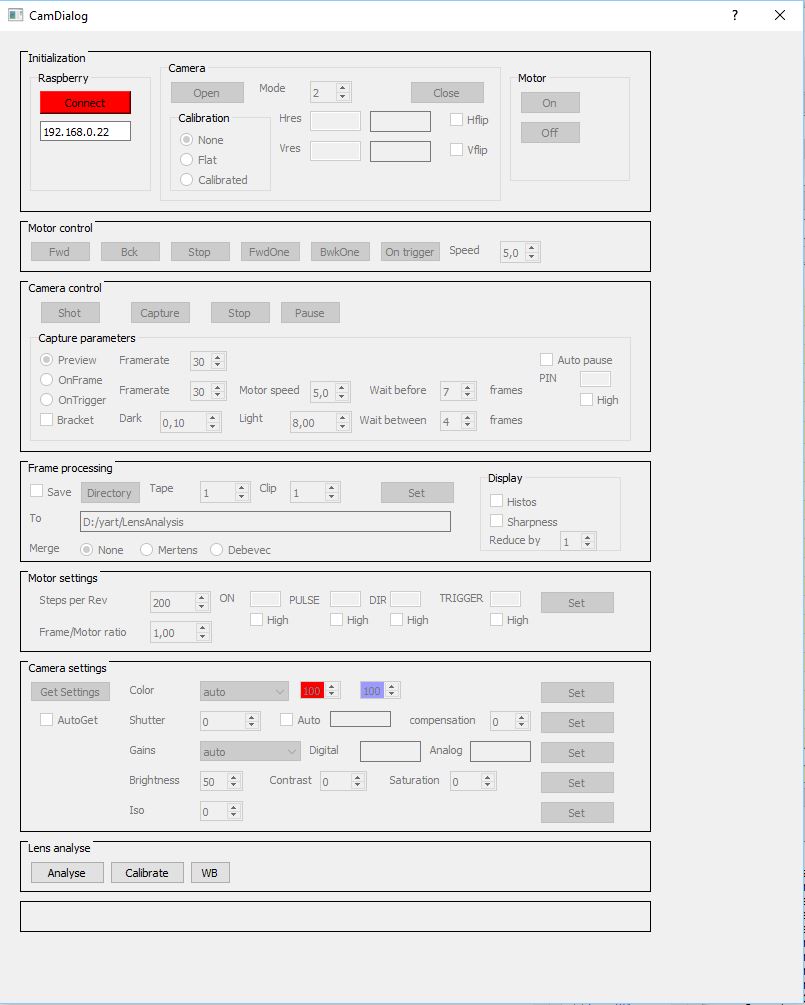 CamDialog ?
Initialization
Raspberry
Connect
192.168.0.22
Camera
Open Mode 2 Close
Calibration
None
Flat
Calibrated
Hres Hflip
Vres Vflip
Motor
On
Off
Motor control
Fwd Bck Stop FwdOne BwkOne On trigger Speed 5,0
Camera control
Shot Capture Stop Pause
Capture parameters
Preview Framerate 30 Auto pause
OnFrame PIN
Framerate 30 Motor speed 5,0 Wait before 7 frames
OnTrigger High
Bracket Dark 0,10 Light 8,00 Wait between 4 frames
Frame processing
Save Directory Tape 1 Clip 1 Set
To D:/yart/LensAnalysis
Merge None Mertens Debevec
Display
Histos
Sharpness
Reduce by 1
Motor settings
Steps per Rev 200 ON PULSE DIR TRIGGER Set
High High High High
Frame/Motor ratio 1,00
Camera settings
Get Settings Color auto 100 100 Set
AutoGet Shutter 0 Auto compensation 0 Set
Gains auto Digital Analog Set
Brightness 50 Contrast 0 Saturation 0 Set
Iso 0 Set
Lens analyse
Analyse Calibrate WB